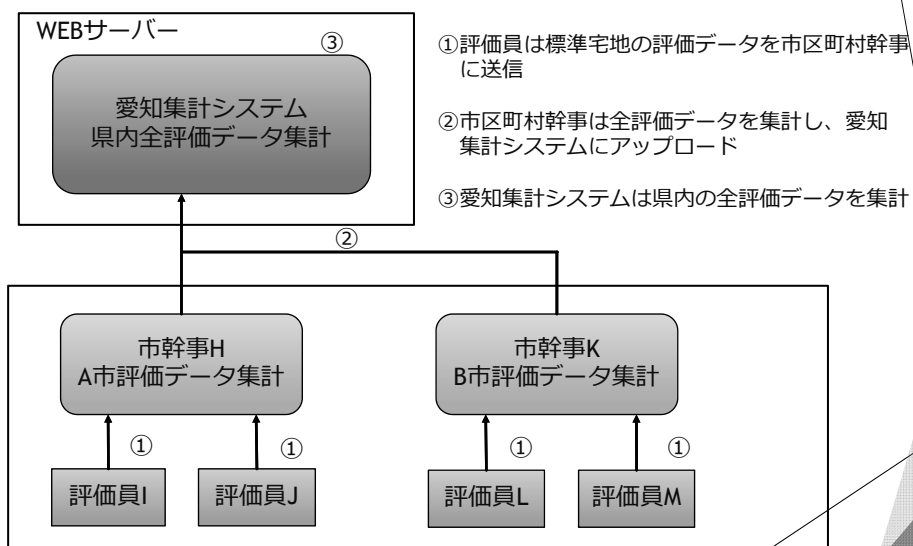 WEBサーバー
③
愛知集計システム
県内全評価データ集計
①評価員は標準宅地の評価データを市区町村幹事
に送信
②市区町村幹事は全評価データを集計し、愛知
集計システムにアップロード
③愛知集計システムは県内の全評価データを集計
②
市幹事H
A市評価データ集計
市幹事K
B市評価データ集計
①
①
①
①
評価員I
評価員J
評価員L
評価員M